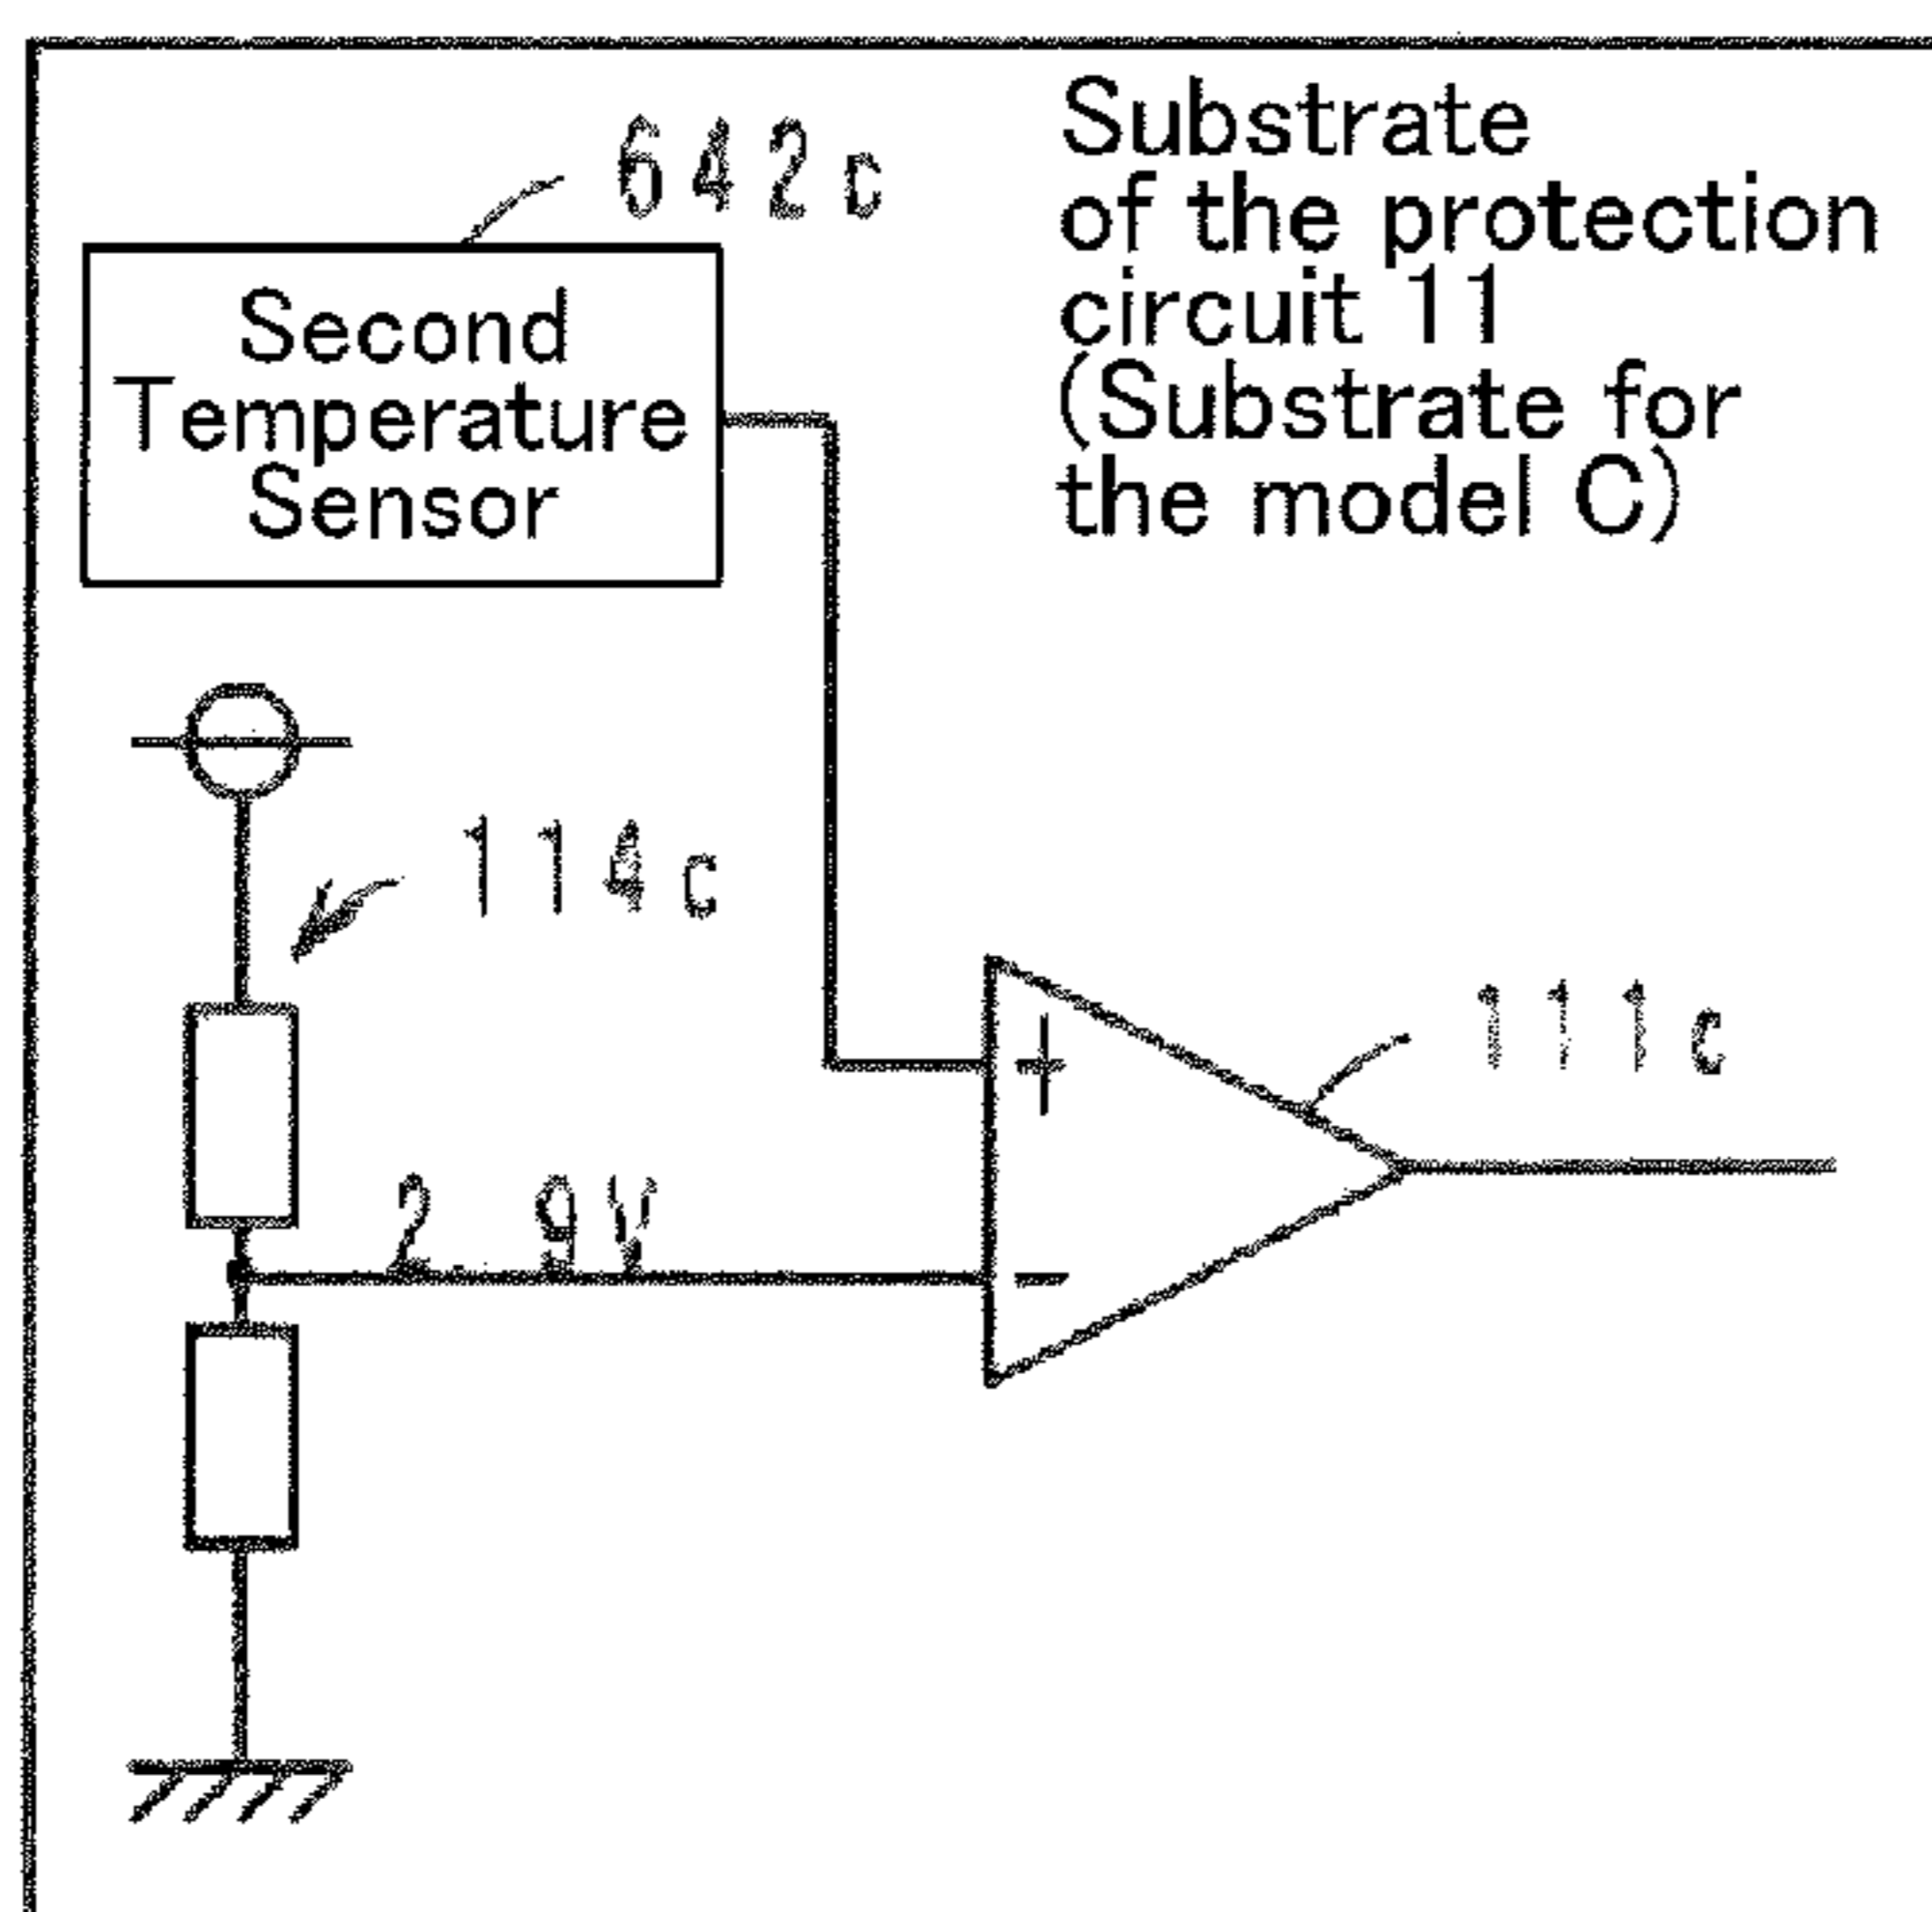 642c
Substrate
of the protection
circuit 11
(Substrate for
the model C)
Second
Temperature
Sensor
114c
111c
2.9V
+
−